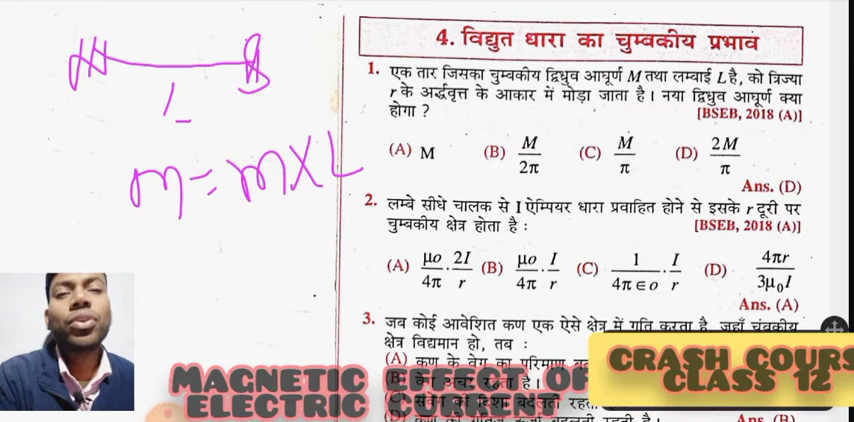 L
M = m X L
4. विद्युत धारा का चुम्बकीय प्रभाव
1. एक तार जिसका चुम्बकीय द्विध्रुव आघूर्ण M तथा लम्बाई L है, को त्रिज्या
r के अर्द्धवृत्त के आकार में मोड़ा जाता है। नया द्विध्रुव आघूर्ण क्या
होगा ? [BSEB, 2018 (A)]
(A) M (B) M/2π (C) M/π (D) 2M/π
Ans. (D)
2. लम्बे सीधे चालक से I ऐम्पियर धारा प्रवाहित होने से इसके r दूरी पर
चुम्बकीय क्षेत्र होता है : [BSEB, 2018 (A)]
(A) μo/4π . 2I/r (B) μo/4π . I/r (C) 1/4π∈o . I/r (D) 4πr/3μ₀I
Ans. (A)
3. जब कोई आवेशित कण एक ऐसे क्षेत्र में गति करता है, जहाँ चुंबकीय
क्षेत्र विद्यमान हो, तब :
(A) कण के वेग का परिमाण
MAGNETIC EFFECT OF
ELECTRIC CURRENT
CRASH COURS
CLASS 12
Ans. (B)